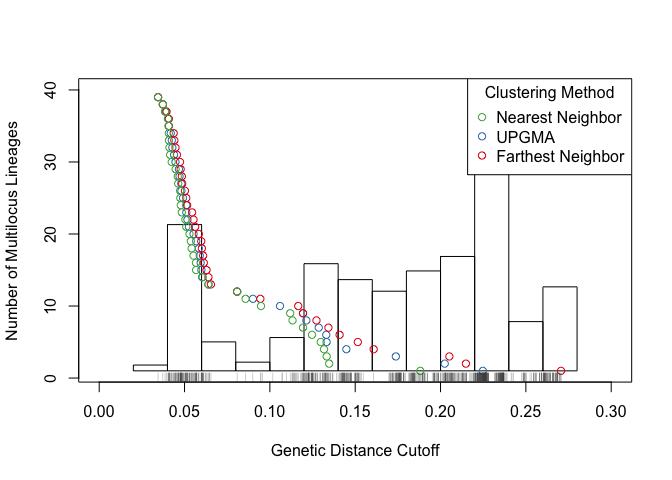 Clustering Method
Nearest Neighbor
UPGMA
Farthest Neighbor
Number of Multilocus Lineages
40
30
20
10
0
0.00 0.05 0.10 0.15 0.20 0.25 0.30
Genetic Distance Cutoff